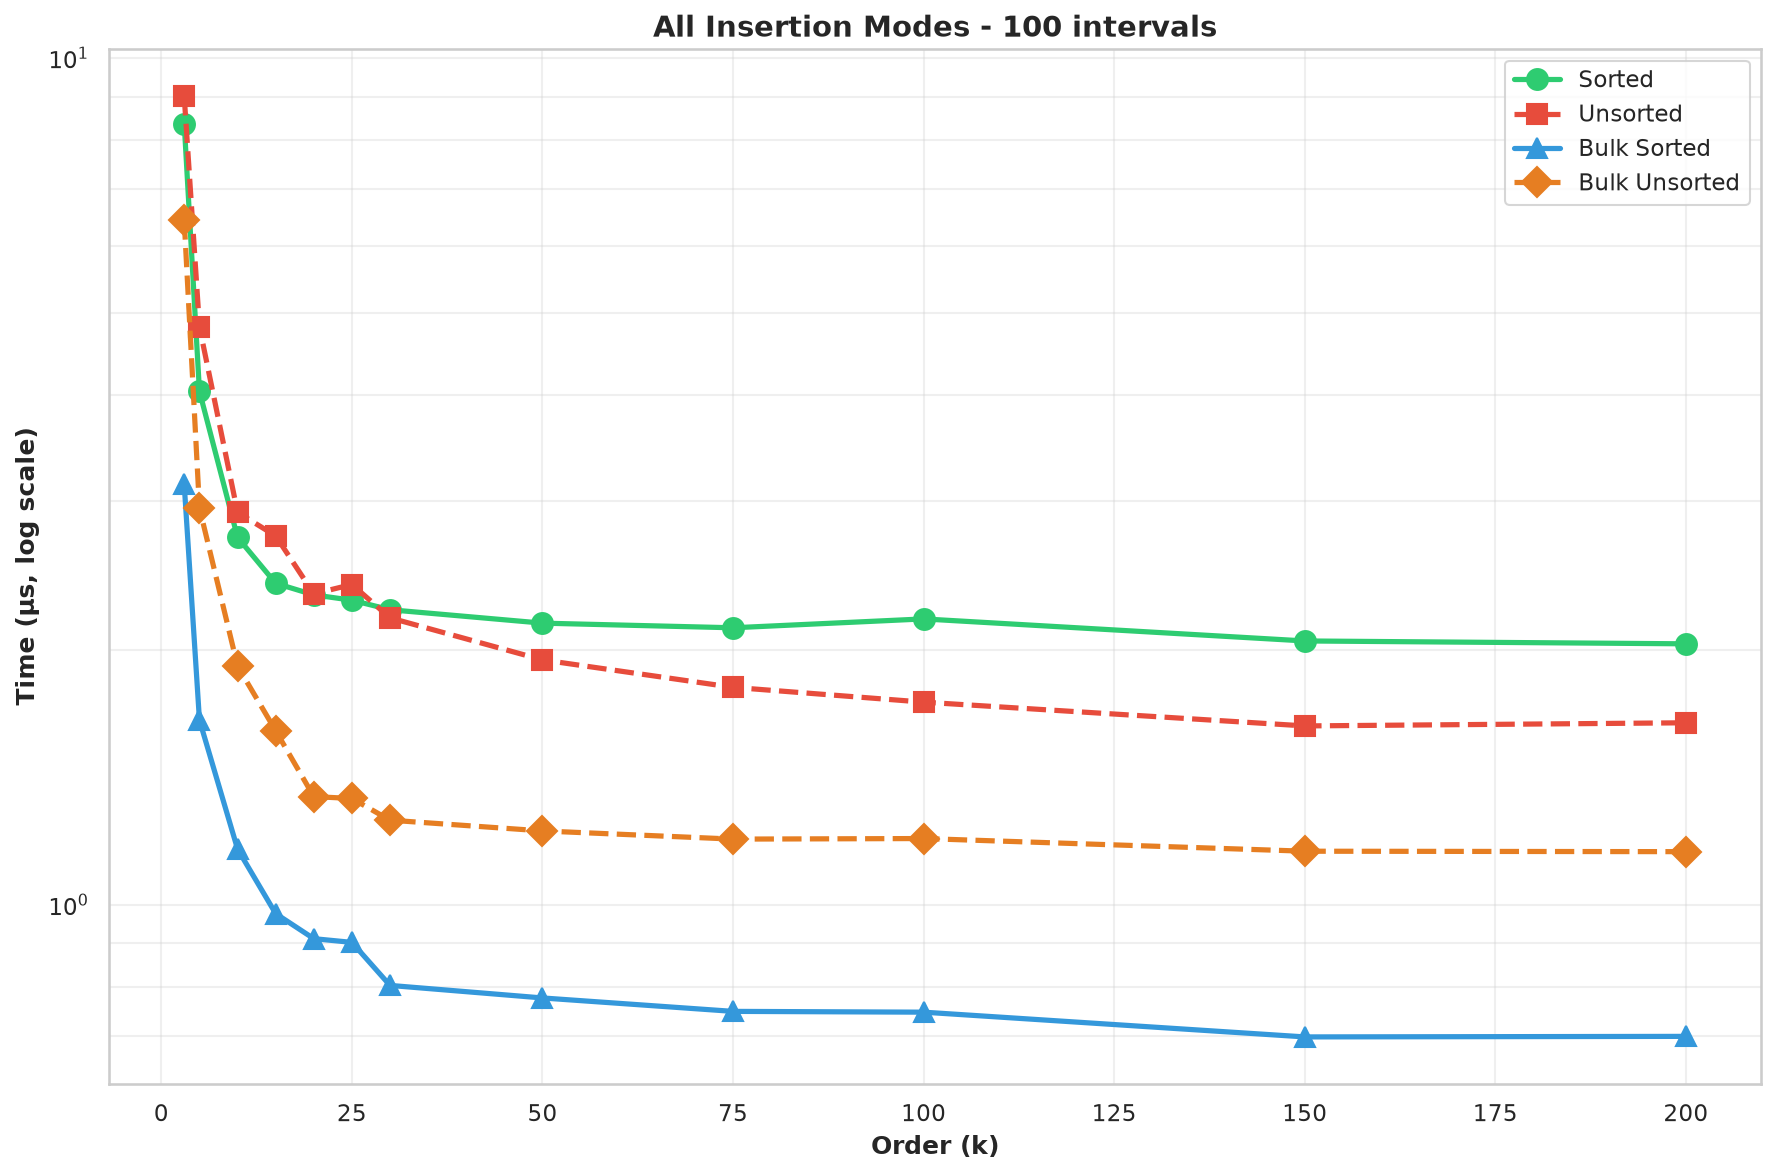 All Insertion Modes - 100 intervals
Sorted
Unsorted
Bulk Sorted
Bulk Unsorted
Time (µs, log scale)
10¹
10⁰
0 25 50 75 100 125 150 175 200
Order (k)